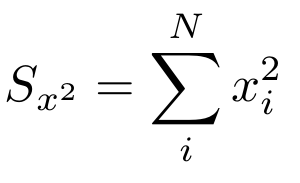 S_{x^2} = \sum_{i}^{N} x_i^2